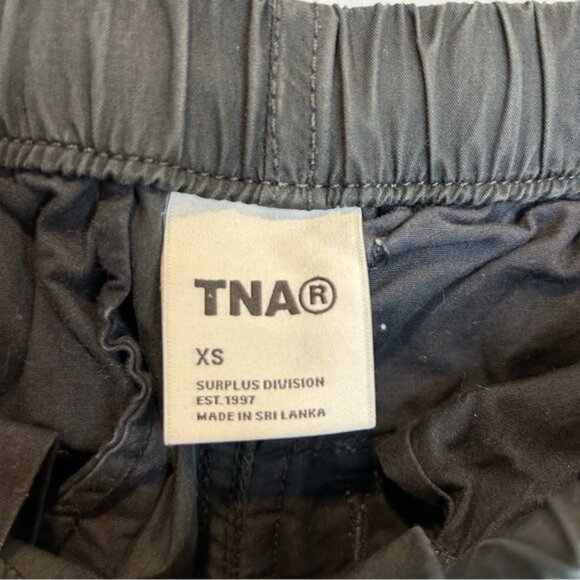 TNA®
XS
SURPLUS DIVISION
EST. 1997
MADE IN SRI LANKA